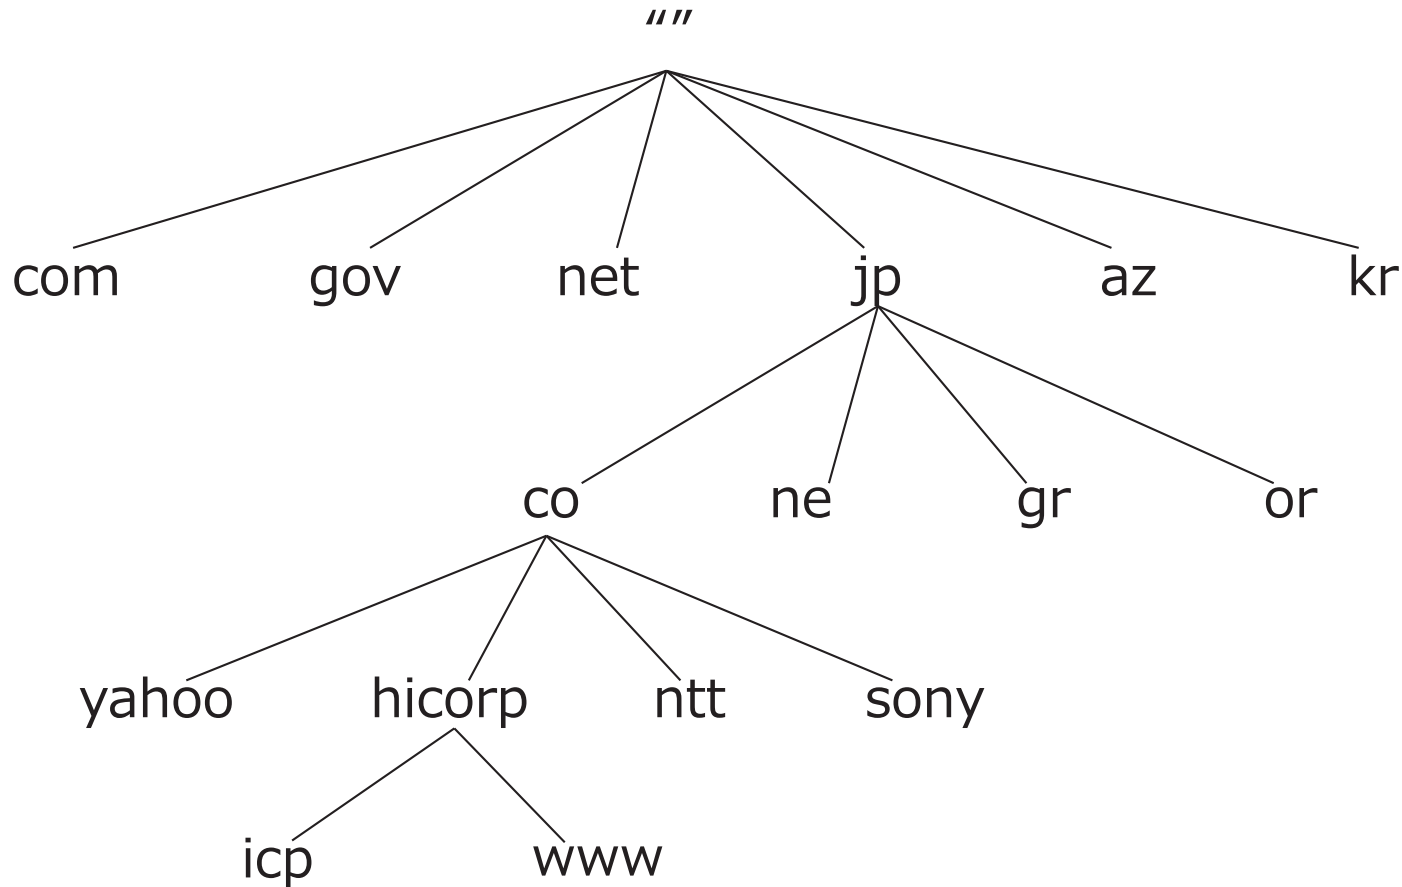 “”
com gov net jp az kr
co ne gr or
yahoo hicorp ntt sony
icp www